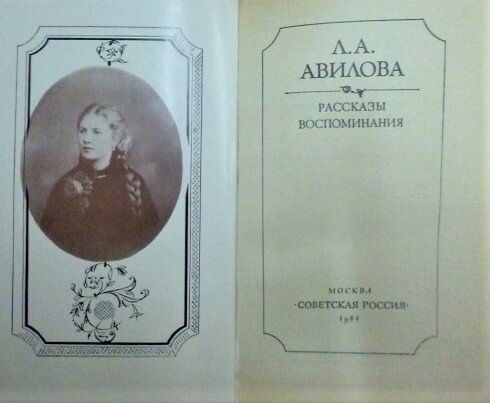 Л. А.
АВИЛОВА
РАССКАЗЫ
ВОСПОМИНАНИЯ
МОСКВА
«СОВЕТСКАЯ РОССИЯ»
1984